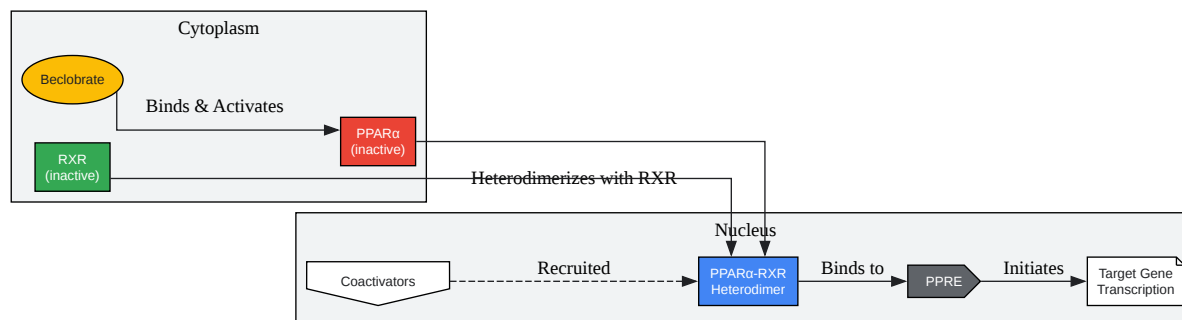 Cytoplasm
Beclobrate
Binds & Activates
PPARα
(inactive)
RXR
(inactive)
Heterodimerizes with RXR
Nucleus
Coactivators
Recruited
PPARα-RXR
Heterodimer
Binds to
PPRE
Initiates
Target Gene
Transcription